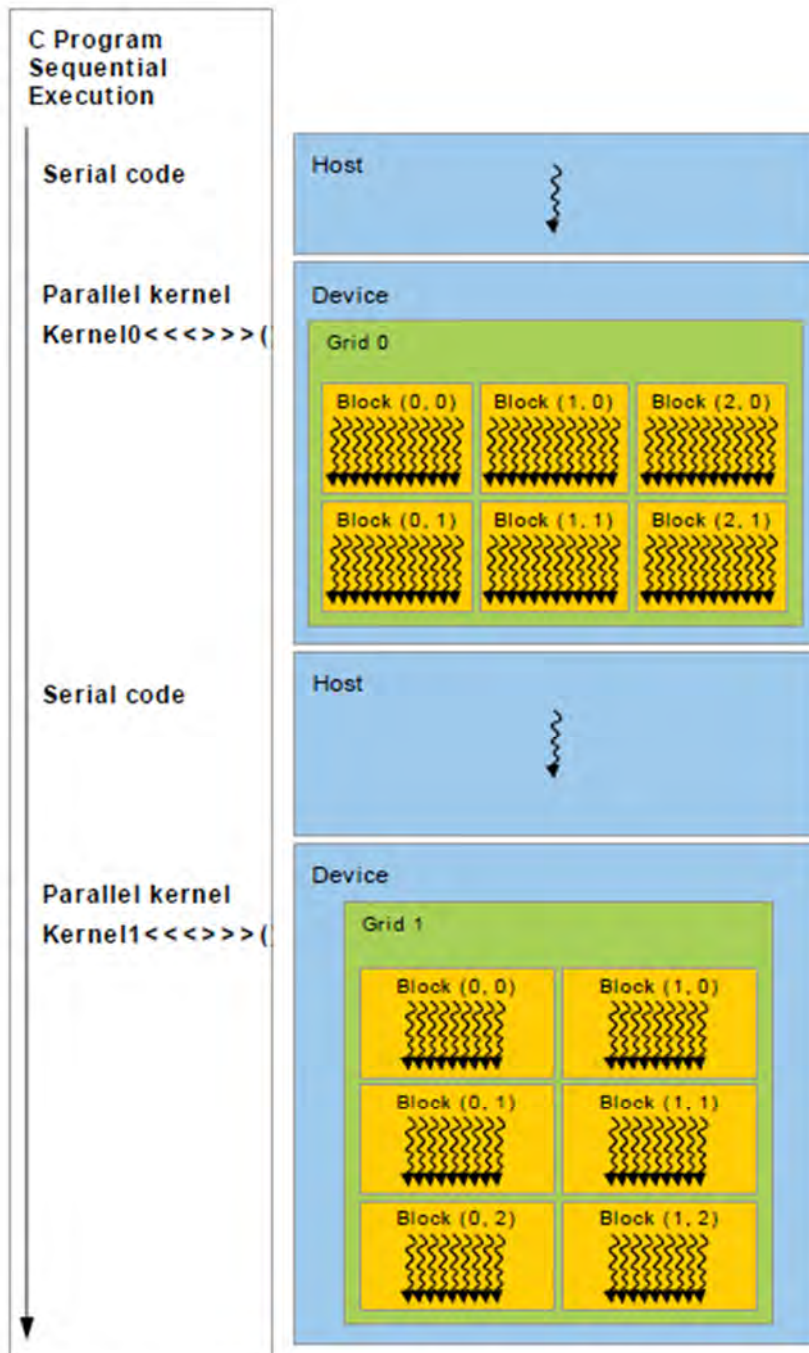 C Program
Sequential
Execution
Serial code
Host
Parallel kernel
Kernel0<<<>>>(
Device
Grid 0
Block (0, 0)
Block (1, 0)
Block (2, 0)
Block (0, 1)
Block (1, 1)
Block (2, 1)
Serial code
Host
Parallel kernel
Kernel1<<<>>>(
Device
Grid 1
Block (0, 0)
Block (1, 0)
Block (0, 1)
Block (1, 1)
Block (0, 2)
Block (1, 2)